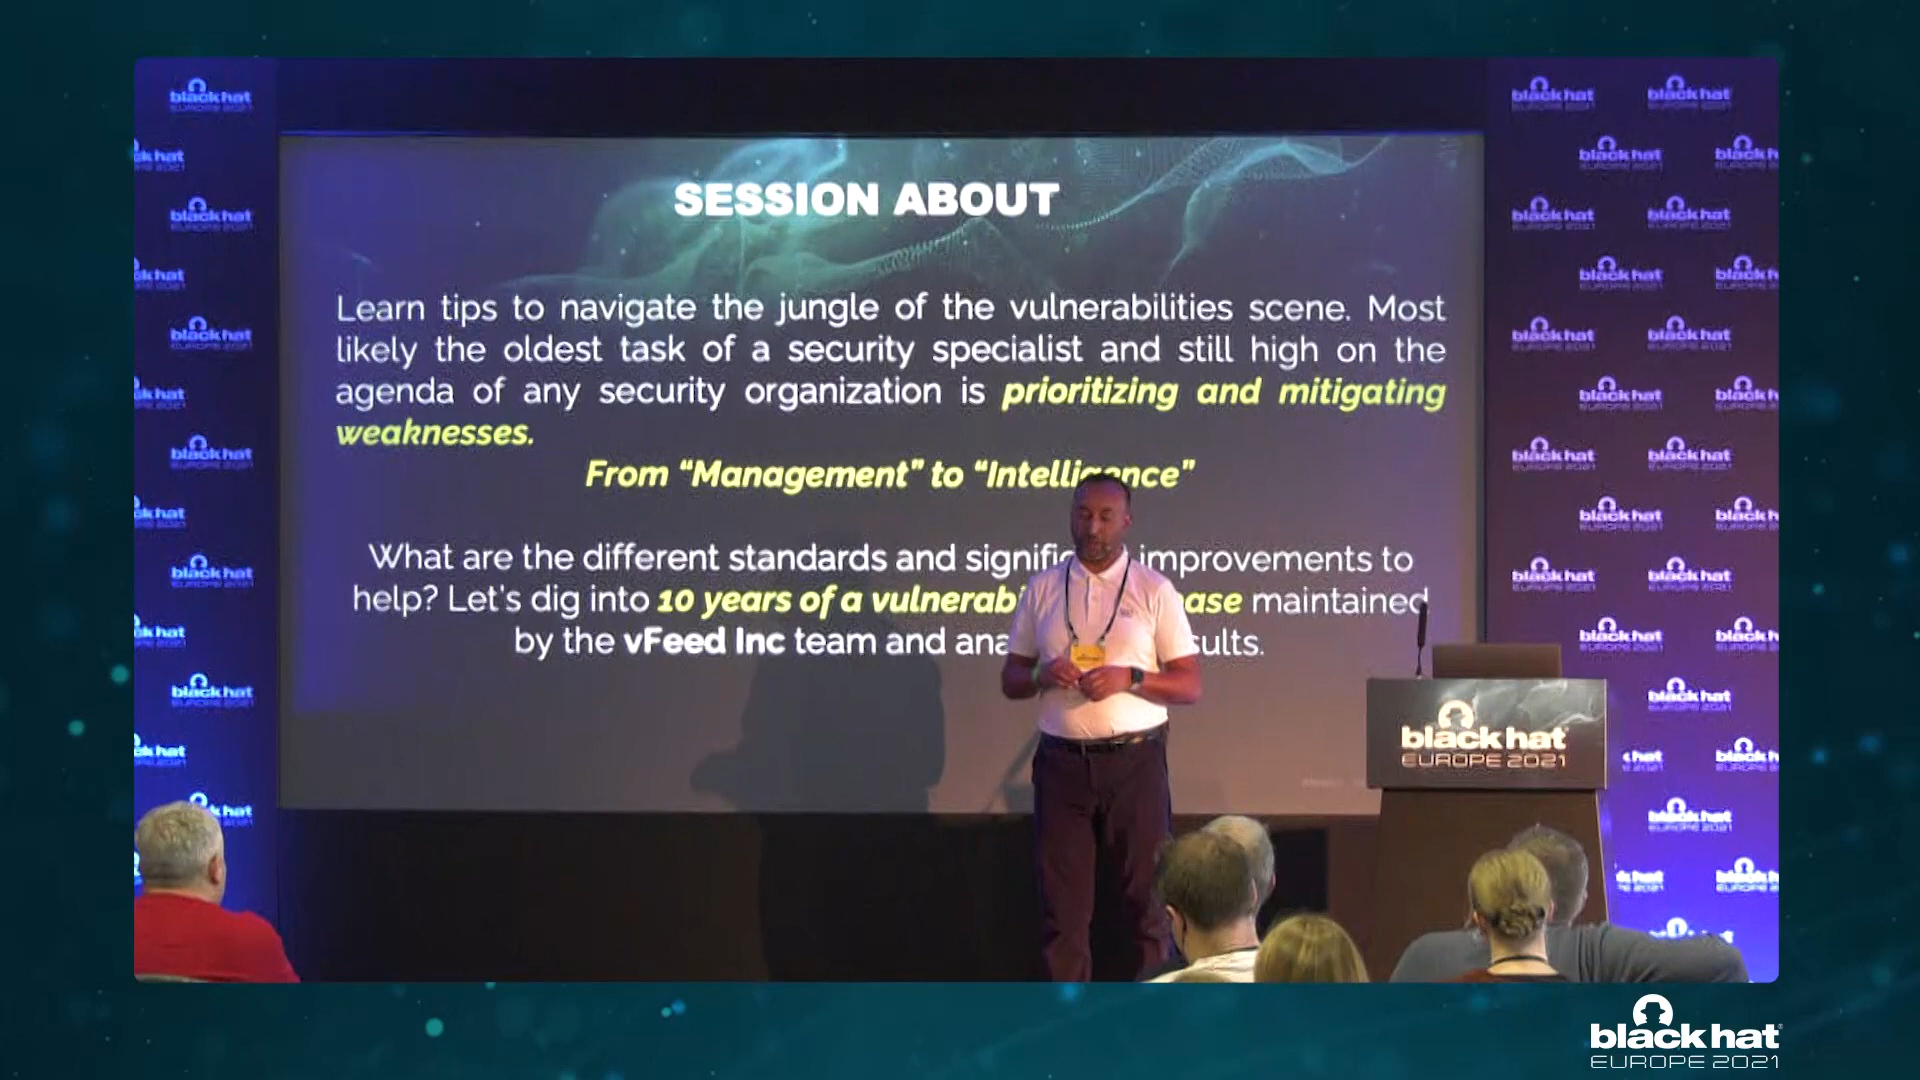 SESSION ABOUT
Learn tips to navigate the jungle of the vulnerabilities scene. Most
likely the oldest task of a security specialist and still high on the
agenda of any security organization is prioritizing and mitigating
weaknesses.
From “Management” to “Intelligence”
What are the different standards and improvements to
help? Let's dig into 10 years of a maintained
by the vFeed Inc team and
black hat
EUROPE 2021
black hat
EUROPE 2021